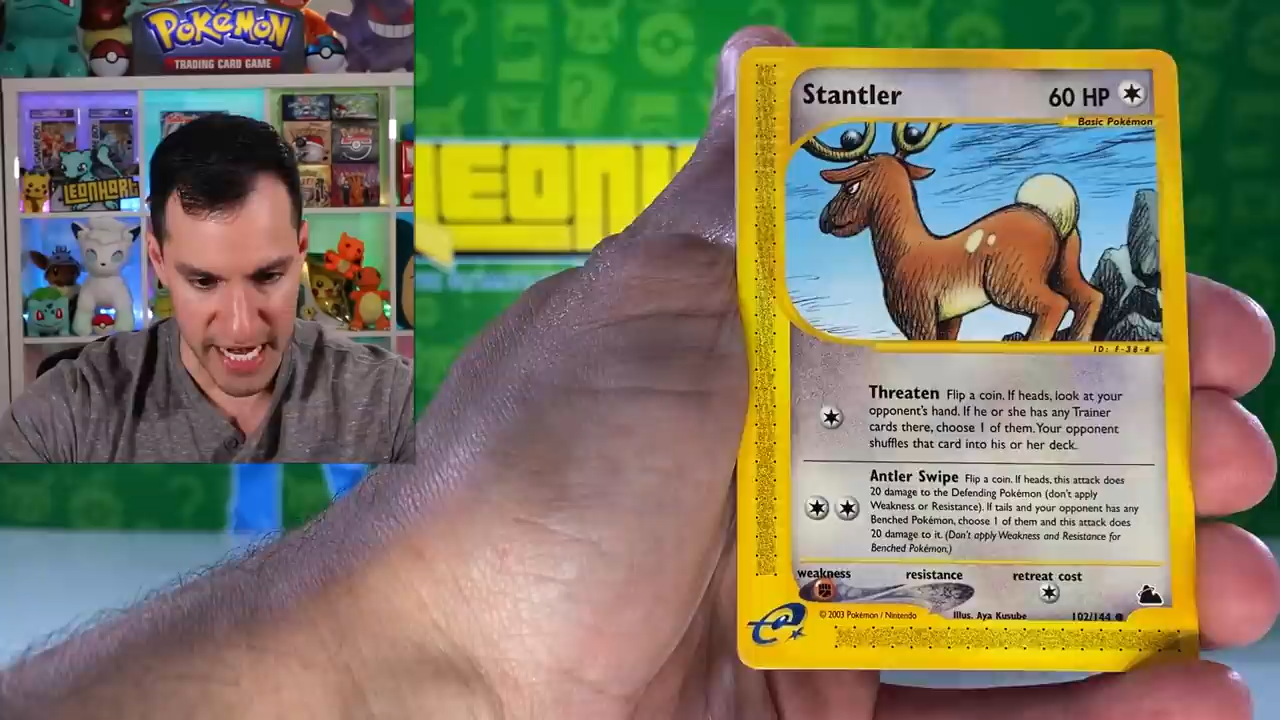 Pokémon
TRADING CARD GAME
LEONHART
Stantler
60 HP
Basic Pokémon
ID: F-38-#
Threaten Flip a coin. If heads, look at your
opponent's hand. If he or she has any Trainer
cards there, choose 1 of them. Your opponent
shuffles that card into his or her deck.
Antler Swipe Flip a coin. If heads, this attack does
20 damage to the Defending Pokémon (don't apply
Weakness or Resistance). If tails and your opponent has any
Benched Pokémon, choose 1 of them and this attack does
20 damage to it. (Don't apply Weakness and Resistance for
Benched Pokémon.)
weakness resistance retreat cost
© 2003 Pokémon / Nintendo Illus. Aya Kusube 102/144
e